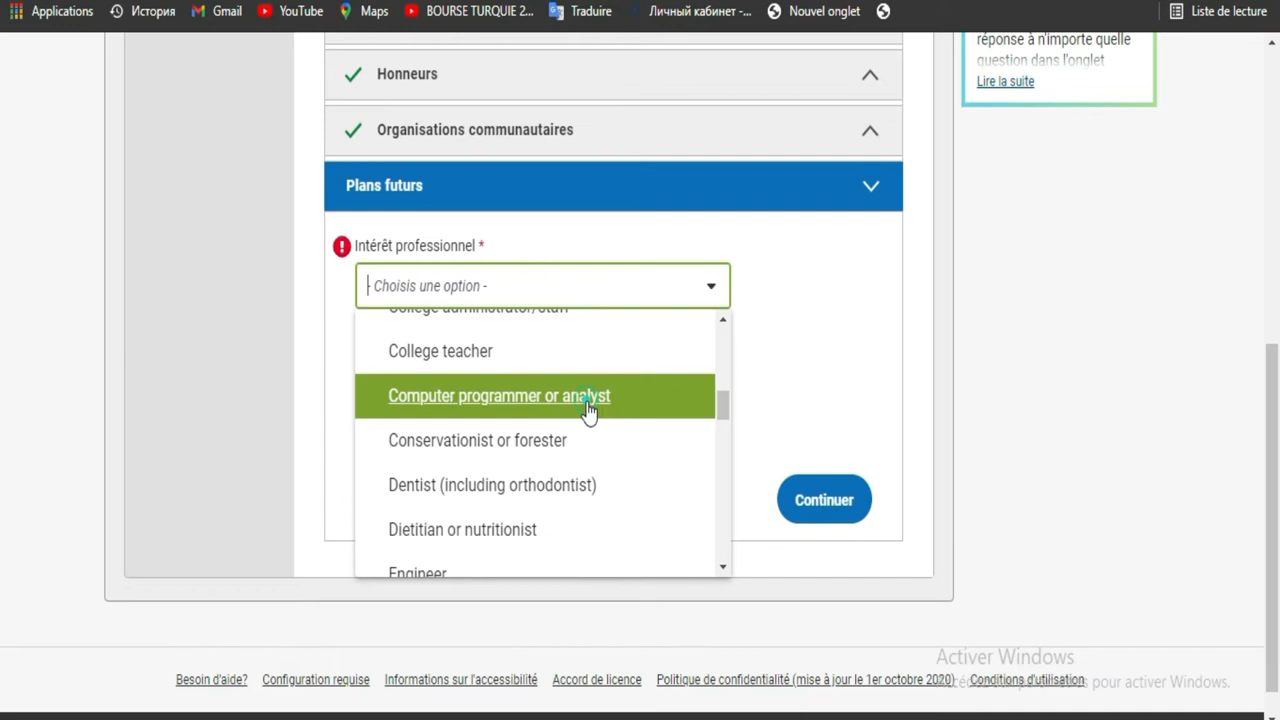 Applications История Gmail YouTube Maps BOURSE TURQUIE 2... Traduire Личный кабинет -... Nouvel onglet Liste de lecture
réponse à n'importe quelle
question dans l'onglet
Lire la suite
Honneurs
Organisations communautaires
Plans futurs
Intérêt professionnel *
- Choisis une option -
College administrator/staff
College teacher
Computer programmer or analyst
Conservationist or forester
Dentist (including orthodontist)
Dietitian or nutritionist
Engineer
Continuer
Activer Windows
pour activer Windows.
Besoin d'aide? Configuration requise Informations sur l'accessibilité Accord de licence Politique de confidentialité (mise à jour le 1er octobre 2020) Conditions d'utilisation